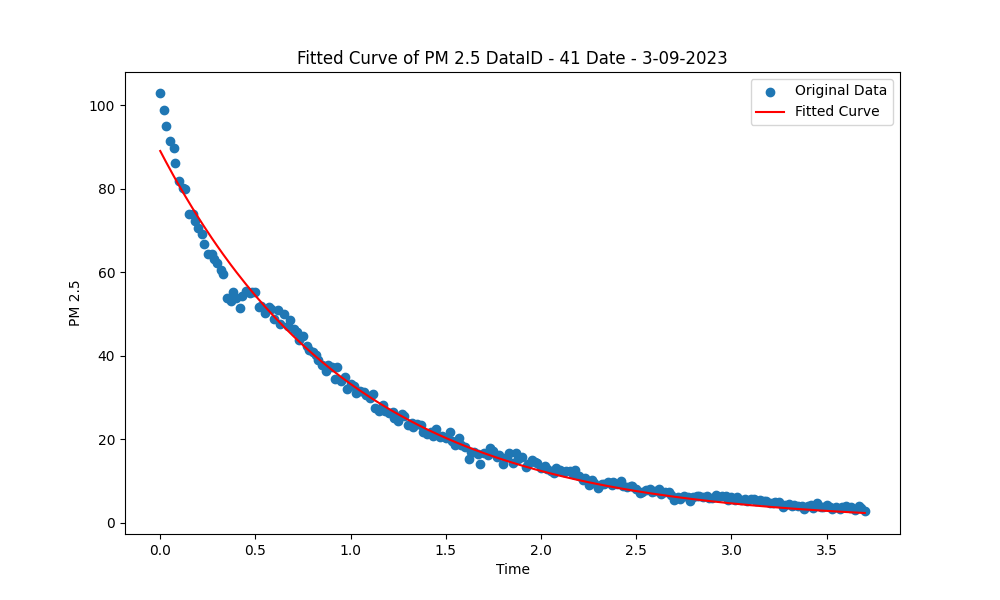 Fitted Curve of PM 2.5 DataID - 41 Date - 3-09-2023
Original Data
Fitted Curve
PM 2.5
100
80
60
40
20
0
0.0 0.5 1.0 1.5 2.0 2.5 3.0 3.5
Time